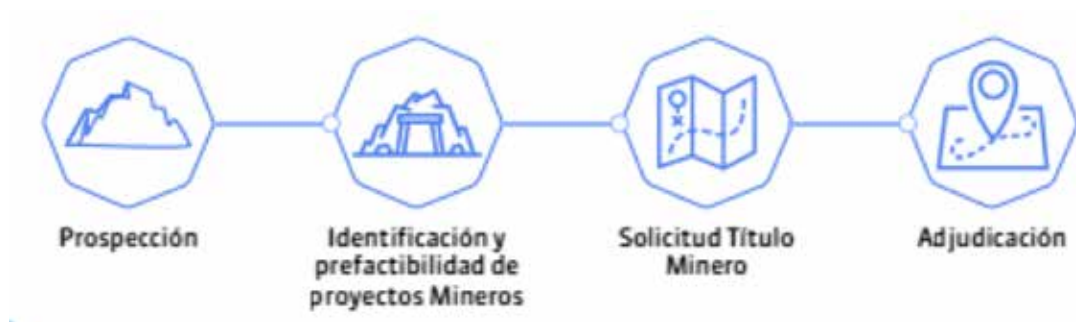 Prospección
Identificación y
prefactibilidad de
proyectos Mineros
Solicitud Título
Minero
Adjudicación